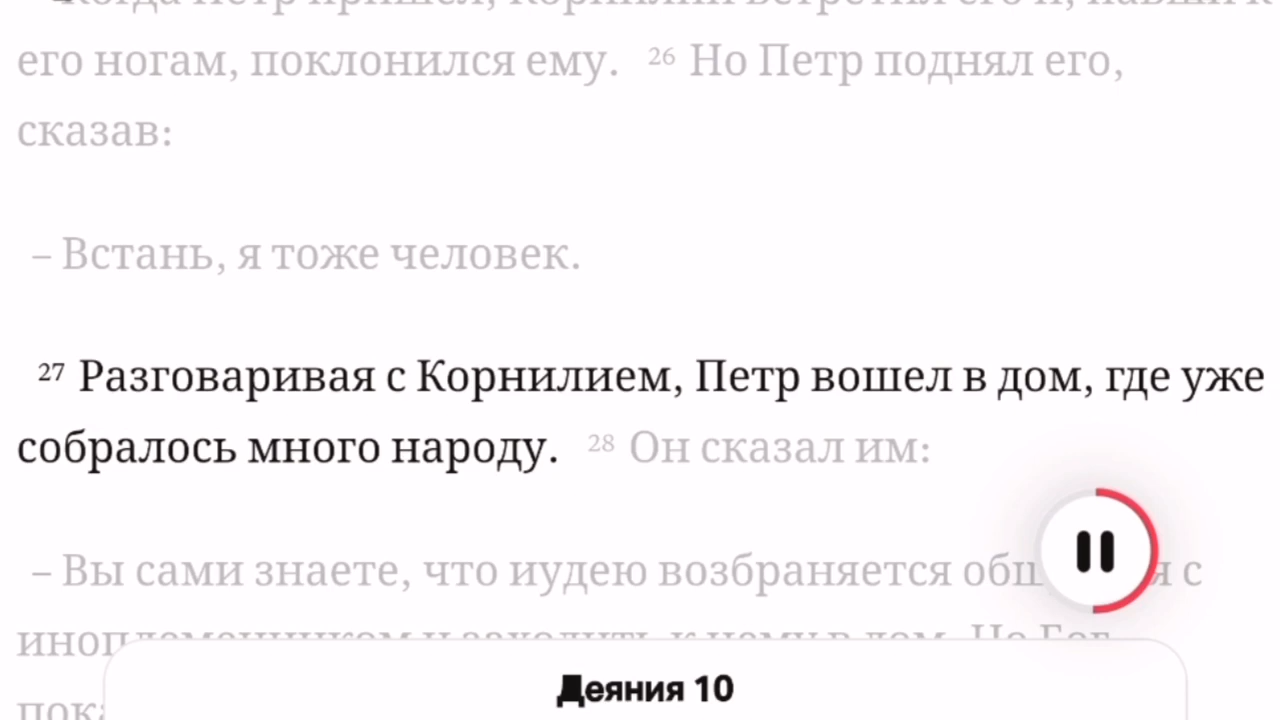 его ногам, поклонился ему. 26 Но Петр поднял его,
сказав:
– Встань, я тоже человек.
27 Разговаривая с Корнилием, Петр вошел в дом, где уже
собралось много народу. 28 Он сказал им:
– Вы сами знаете, что иудею возбраняется с
Деяния 10